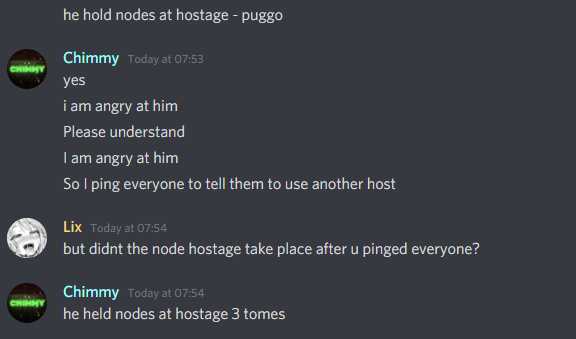 he hold nodes at hostage - puggo
Chimmy Today at 07:53
CHIMMY
yes
i am angry at him
Please understand
I am angry at him
So I ping everyone to tell them to use another host
Lix Today at 07:54
but didnt the node hostage take place after u pinged everyone?
Chimmy Today at 07:54
CHIMMY
he held nodes at hostage 3 tomes